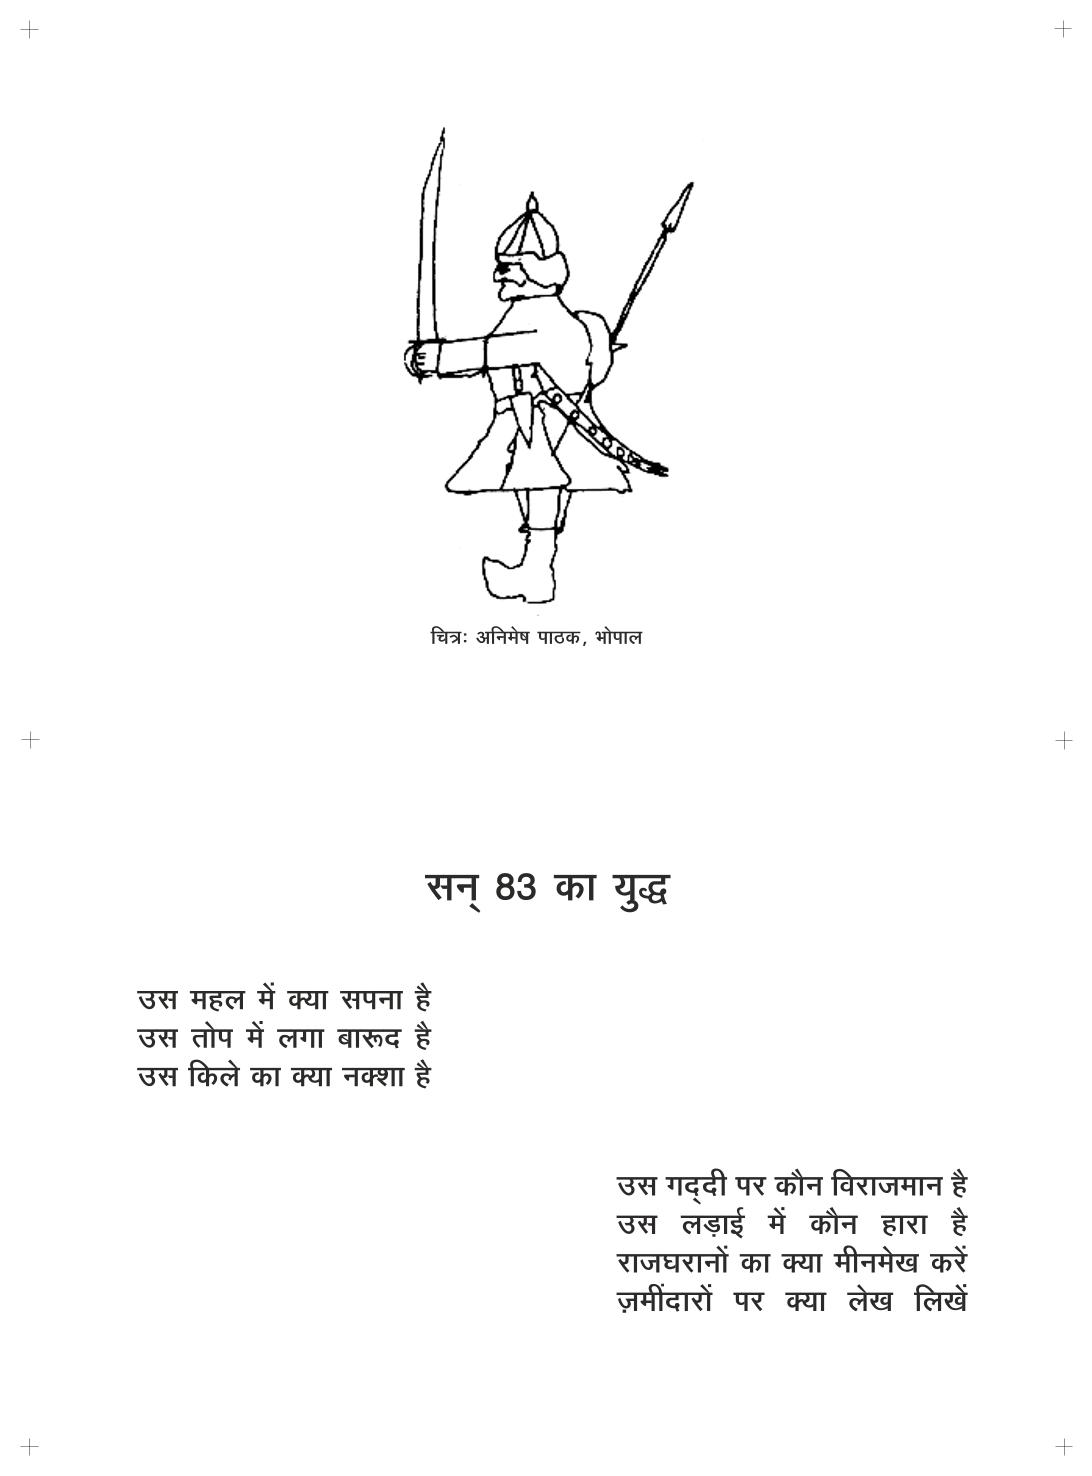 चित्रः अनिमेष पाठक, भोपाल
सन् 83 का युद्ध
उस महल में क्या सपना है
उस तोप में लगा बारूद है
उस किले का क्या नक्शा है
उस गद्‌दी पर कौन विराजमान है
उस लड़ाई में कौन हारा है
राजघरानों का क्या मीनमेख करें
ज़मींदारों पर क्या लेख लिखें